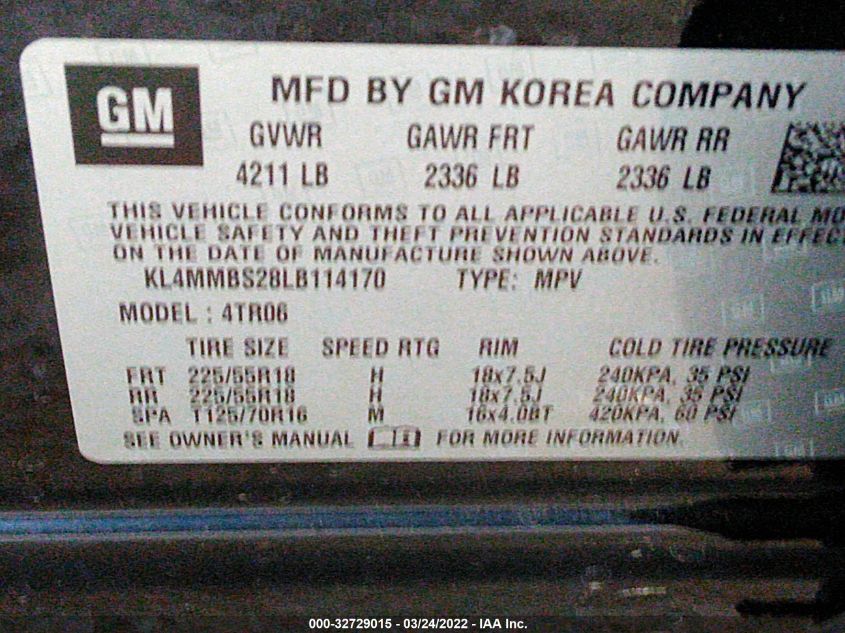 GM
MFD BY GM KOREA COMPANY
GVWR GAWR FRT GAWR RR
4211 LB 2336 LB 2336 LB
THIS VEHICLE CONFORMS TO ALL APPLICABLE U.S. FEDERAL MO
VEHICLE SAFETY AND THEFT PREVENTION STANDARDS IN EFFEC
ON THE DATE OF MANUFACTURE SHOWN ABOVE.
KL4MMBS28LB114170 TYPE: MPV
MODEL : 4TR06
TIRE SIZE SPEED RTG RIM COLD TIRE PRESSURE
FRT 225/55R18 H 18x7.5J 240KPA, 35 PSI
RR 225/55R18 H 18x7.5J 240KPA, 35 PSI
SPA T125/70R16 M 16x4.0BT 420KPA, 60 PSI
SEE OWNER'S MANUAL FOR MORE INFORMATION.
000-32729015 - 03/24/2022 - IAA Inc.